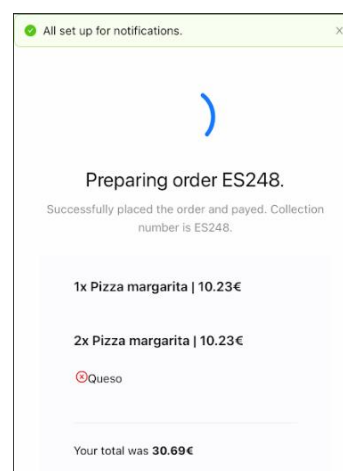 All set up for notifications.
Preparing order ES248.
Successfully placed the order and payed. Collection
number is ES248.
1x Pizza margarita | 10.23€
2x Pizza margarita | 10.23€
Queso
Your total was 30.69€